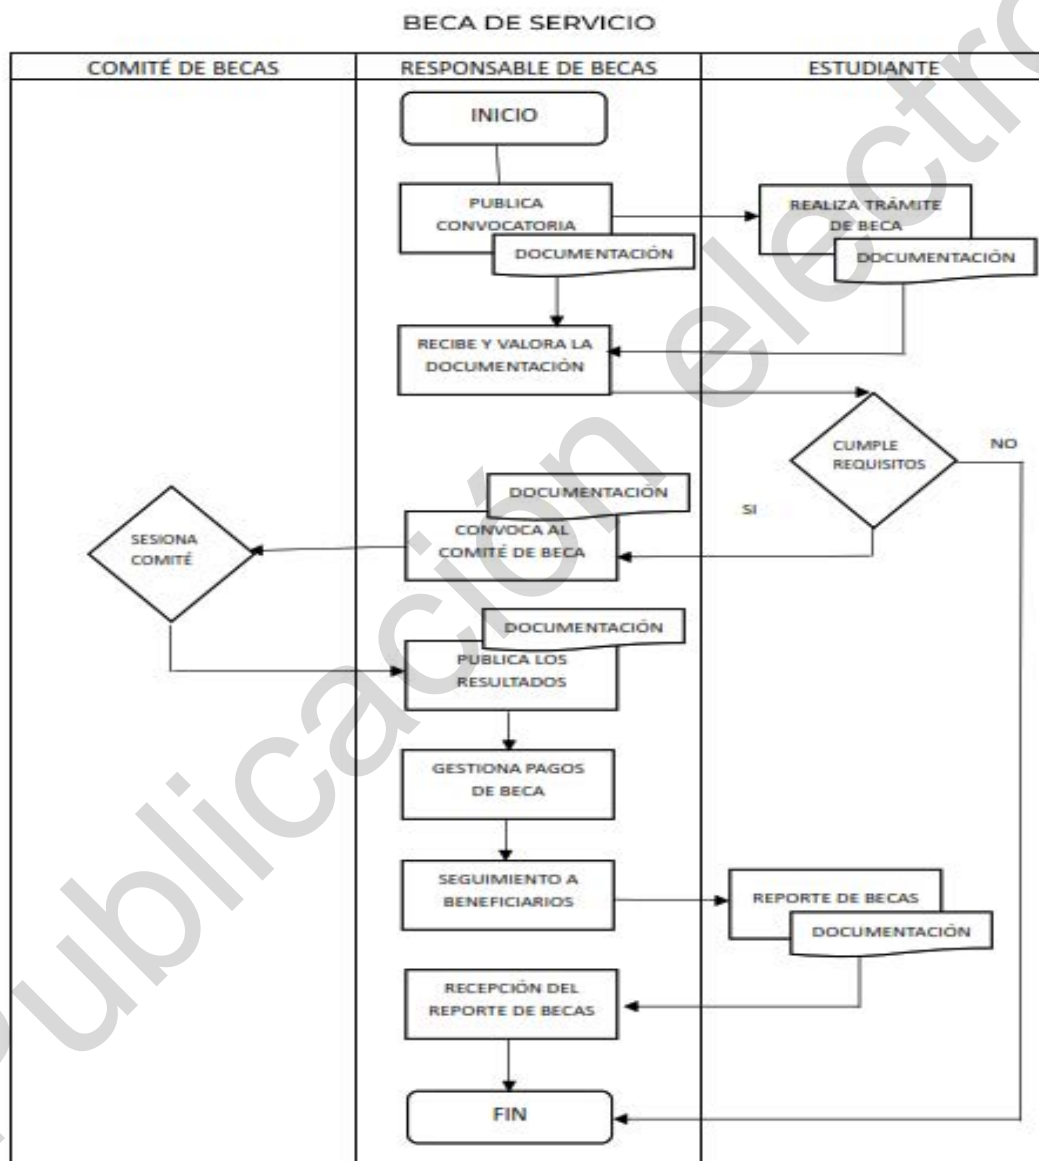 BECA DE SERVICIO
COMITÉ DE BECAS
RESPONSABLE DE BECAS
ESTUDIANTE
INICIO
PUBLICA
CONVOCATORIA
DOCUMENTACIÓN
REALIZA TRÁMITE
DE BECA
DOCUMENTACIÓN
RECIBE Y VALORA LA
DOCUMENTACIÓN
CUMPLE
REQUISITOS
NO
SI
DOCUMENTACIÓN
CONVOCA AL
COMITÉ DE BECA
SESIONA
COMITÉ
DOCUMENTACIÓN
PUBLICA LOS
RESULTADOS
GESTIONA PAGOS
DE BECA
SEGUIMIENTO A
BENEFICIARIOS
REPORTE DE BECAS
DOCUMENTACIÓN
RECEPCIÓN DEL
REPORTE DE BECAS
FIN
Publicación electró